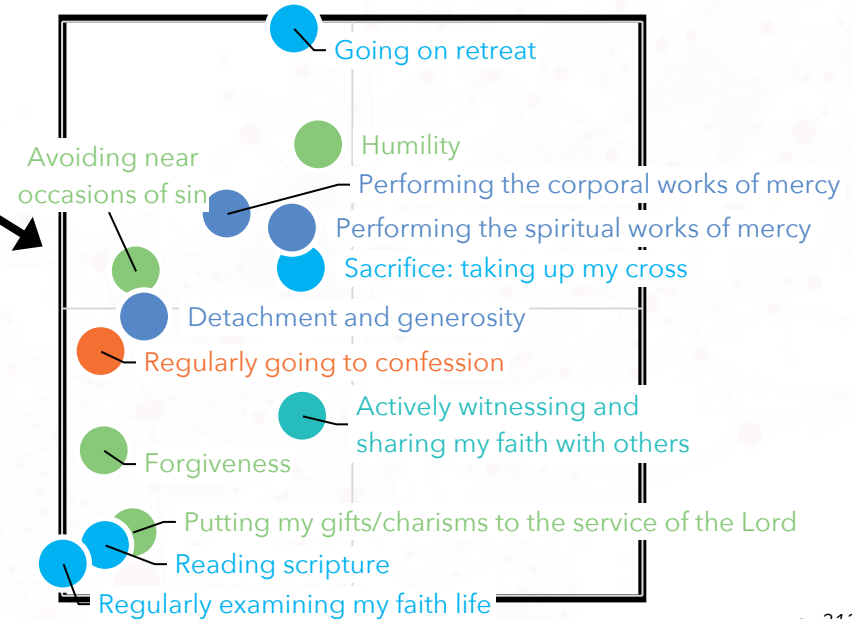 Going on retreat
Humility
Avoiding near
occasions of sin
Performing the corporal works of mercy
Performing the spiritual works of mercy
Sacrifice: taking up my cross
Detachment and generosity
Regularly going to confession
Actively witnessing and
sharing my faith with others
Forgiveness
Putting my gifts/charisms to the service of the Lord
Reading scripture
Regularly examining my faith life